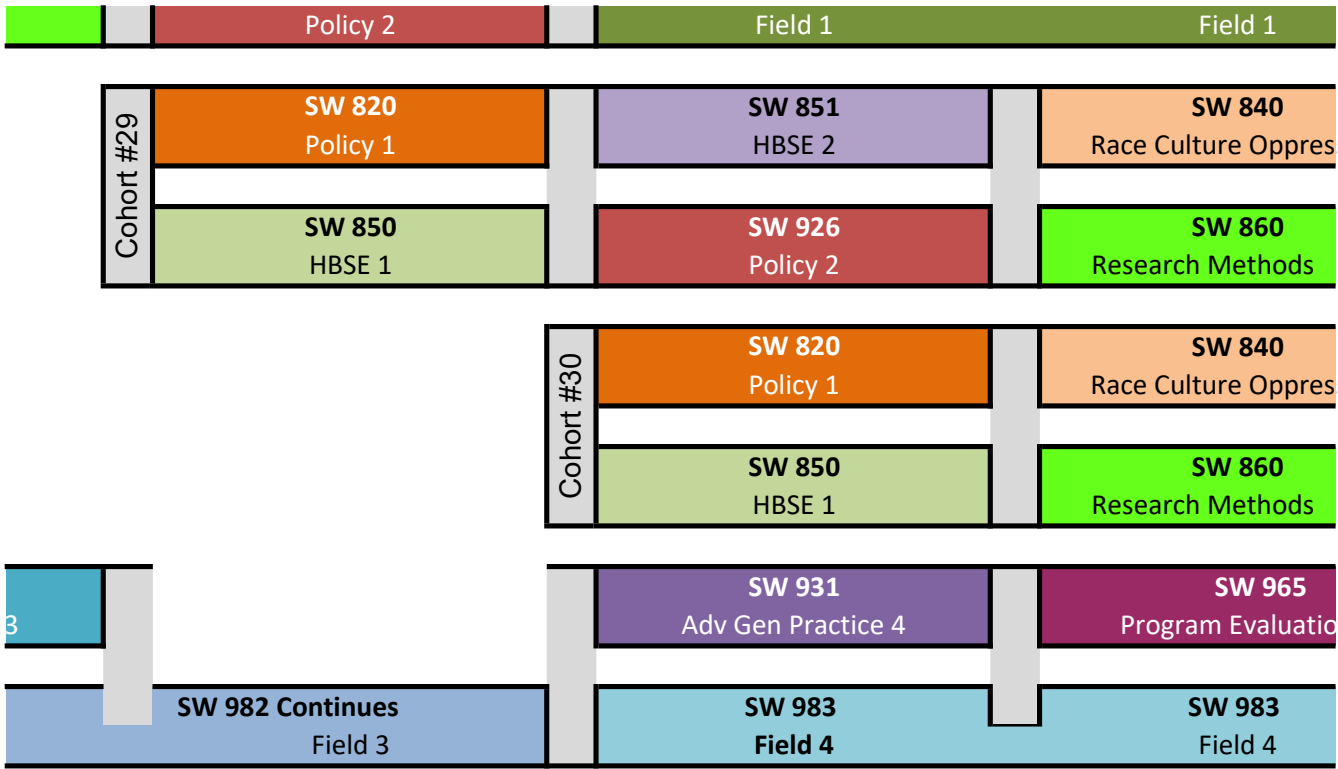 Policy 2 Field 1 Field 1
Cohort #29
SW 820 SW 851 SW 840
Policy 1 HBSE 2 Race Culture Oppres
SW 850 SW 926 SW 860
HBSE 1 Policy 2 Research Methods
Cohort #30
SW 820 SW 840
Policy 1 Race Culture Oppres
SW 850 SW 860
HBSE 1 Research Methods
SW 931 SW 965
3 Adv Gen Practice 4 Program Evaluatio
SW 982 Continues SW 983 SW 983
Field 3 Field 4 Field 4